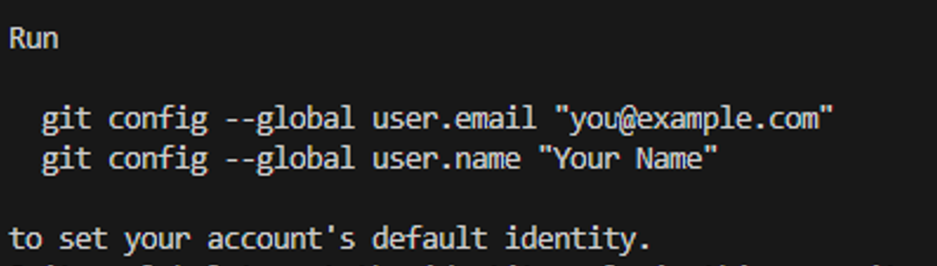 Run
git config --global user.email "you@example.com"
git config --global user.name "Your Name"
to set your account's default identity.